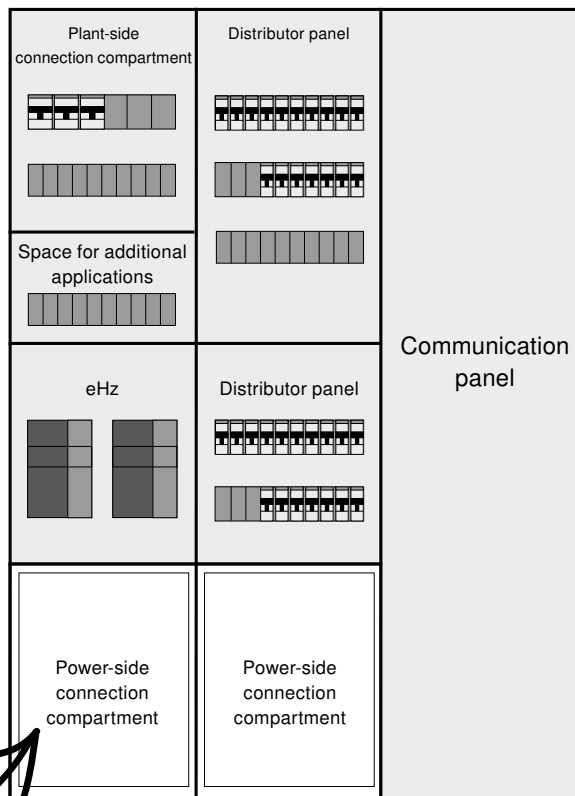 Plant-side
connection compartment
Distributor panel
Space for additional
applications
Communication
panel
eHz
Distributor panel
Power-side
connection
compartment
Power-side
connection
compartment